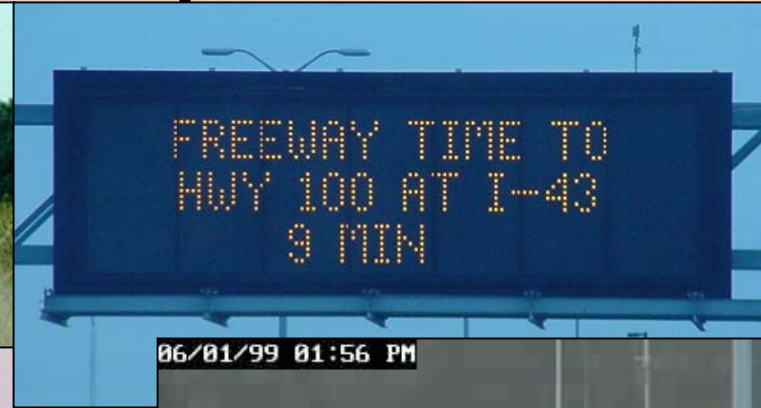 FREEWAY TIME TO
HWY 100 AT I-43
9 MIN
06/01/99 01:56 PM